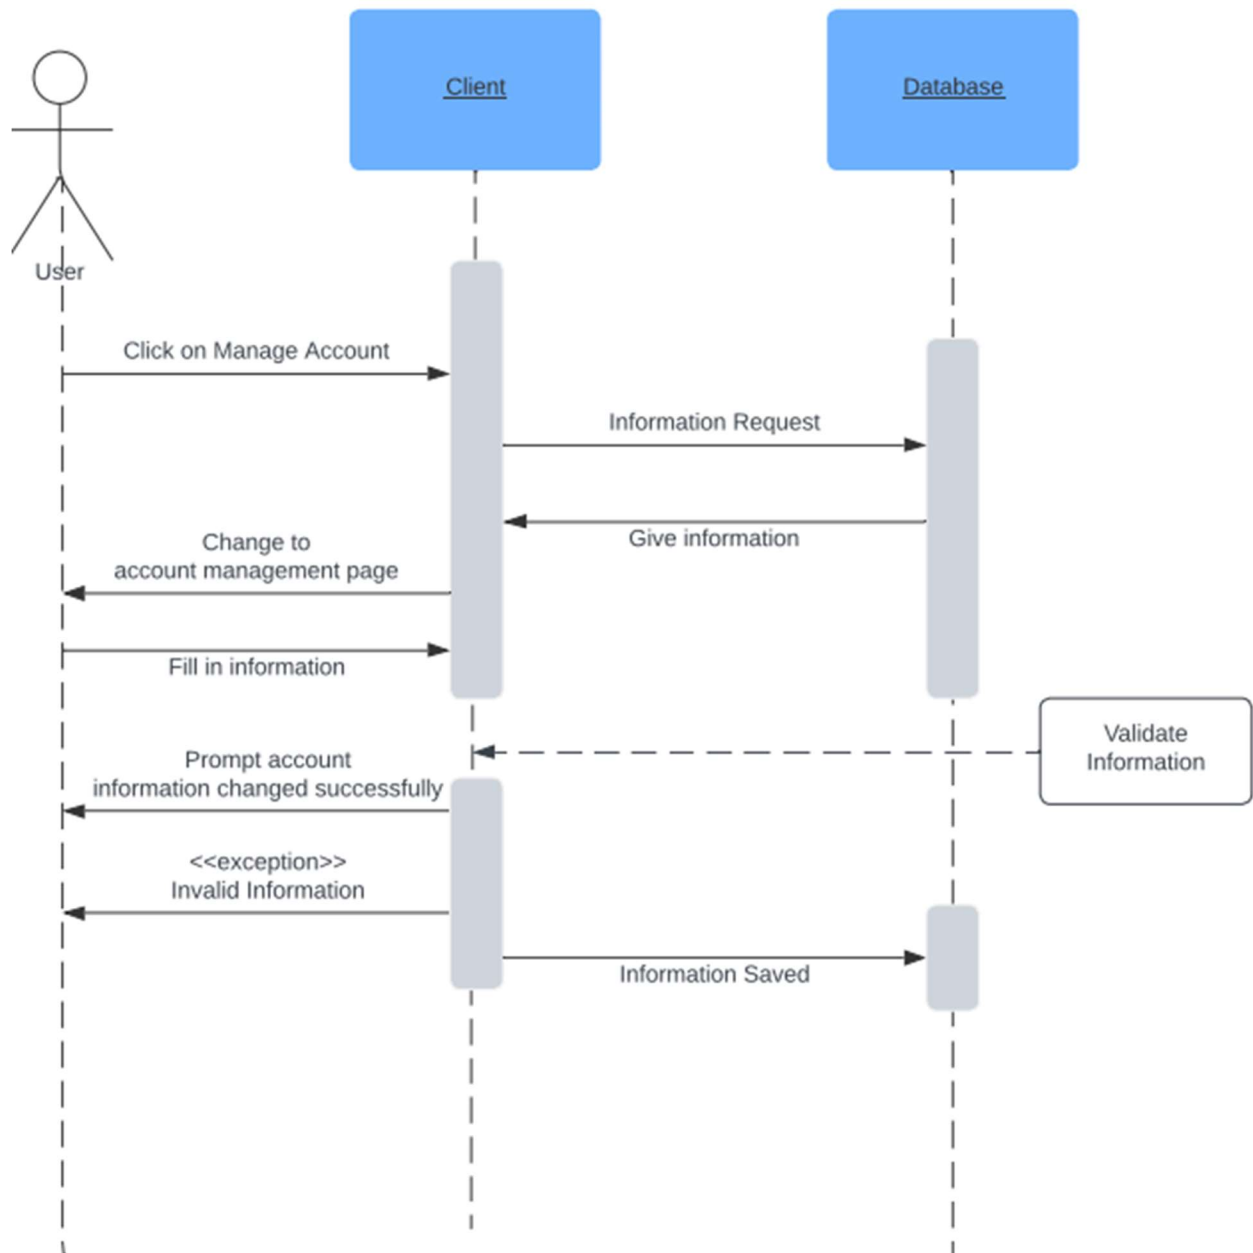 Client
Database
User
Click on Manage Account
Information Request
Give information
Change to
account management page
Fill in information
Validate
Information
Prompt account
information changed successfully
<<exception>>
Invalid Information
Information Saved